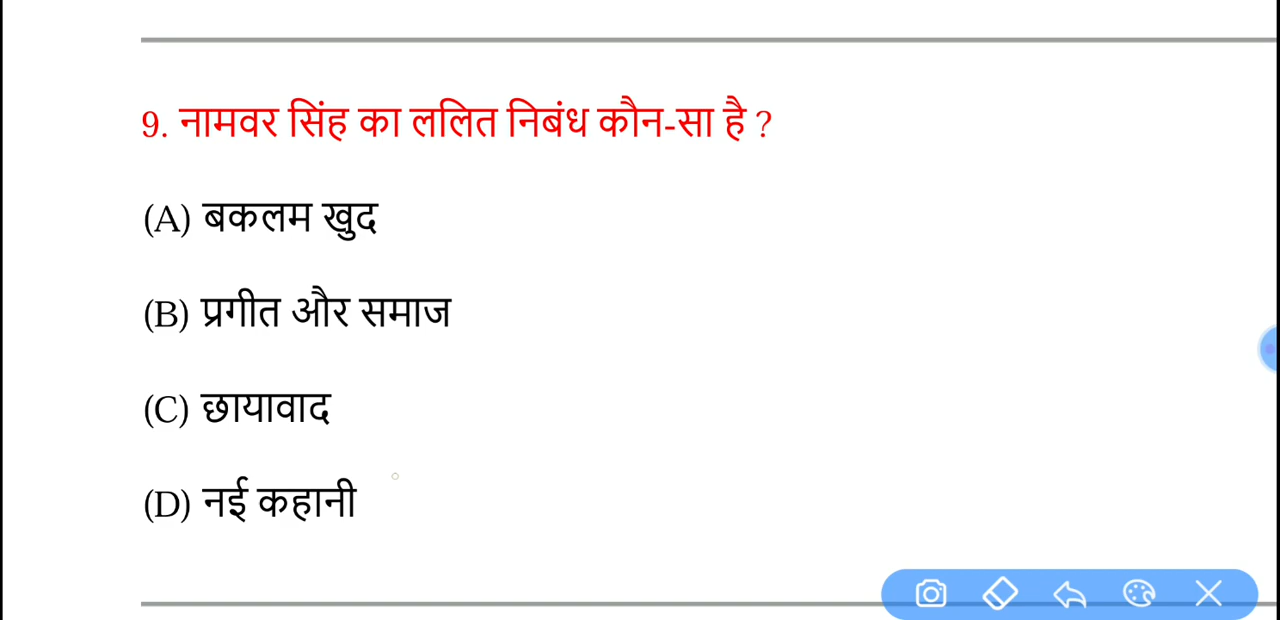 9. नामवर सिंह का ललित निबंध कौन-सा है ?
(A) बकलम खुद
(B) प्रगीत और समाज
(C) छायावाद
(D) नई कहानी